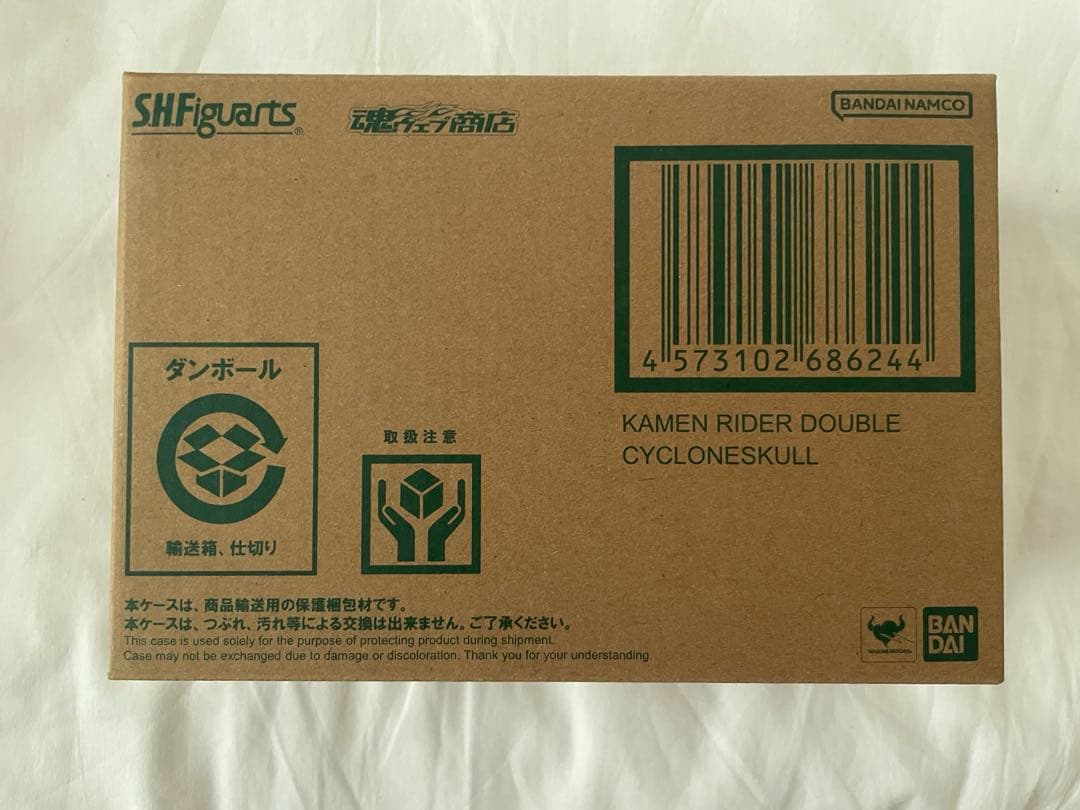 S.H.Figuarts®
魂ウェブ商店
BANDAI NAMCO
4 573102 686244
KAMEN RIDER DOUBLE
CYCLONESKULL
ダンボール
輸送箱、仕切り
取扱注意
本ケースは、商品輸送用の保護梱包材です。
本ケースは、つぶれ、汚れ等による交換は出来ません。ご了承ください。
This case is used solely for the purpose of protecting product during shipment.
Case may not be exchanged due to damage or discoloration. Thank you for your understanding.
BAN
DAI